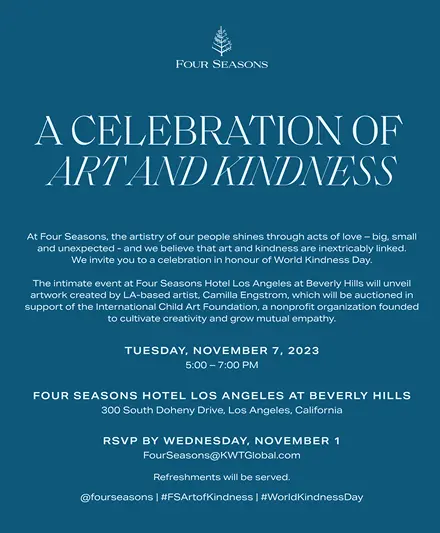 FOUR SEASONS
A CELEBRATION OF
ART AND KINDNESS
At Four Seasons, the artistry of our people shines through acts of love – big, small
and unexpected - and we believe that art and kindness are inextricably linked.
We invite you to a celebration in honour of World Kindness Day.
The intimate event at Four Seasons Hotel Los Angeles at Beverly Hills will unveil
artwork created by LA-based artist, Camilla Engstrom, which will be auctioned in
support of the International Child Art Foundation, a nonprofit organization founded
to cultivate creativity and grow mutual empathy.
TUESDAY, NOVEMBER 7, 2023
5:00 – 7:00 PM
FOUR SEASONS HOTEL LOS ANGELES AT BEVERLY HILLS
300 South Doheny Drive, Los Angeles, California
RSVP BY WEDNESDAY, NOVEMBER 1
FourSeasons@KWTGlobal.com
Refreshments will be served.
@fourseasons | #FSArtofKindness | #WorldKindnessDay